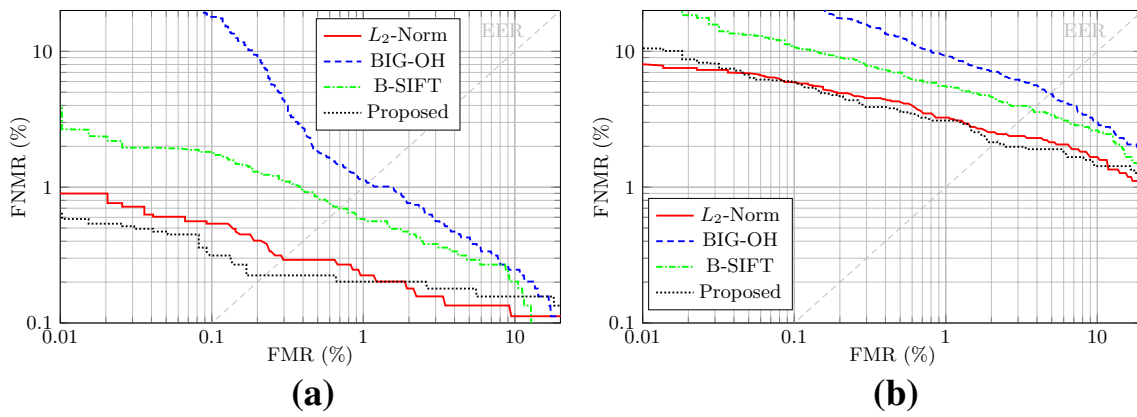 10
1
0.1
FNMR (%)
EER
L₂-Norm
BIG-OH
B-SIFT
Proposed
0.01
0.1
1
10
FMR (%)
(a)
10
1
0.1
FNMR (%)
EER
L₂-Norm
BIG-OH
B-SIFT
Proposed
0.01
0.1
1
10
FMR (%)
(b)